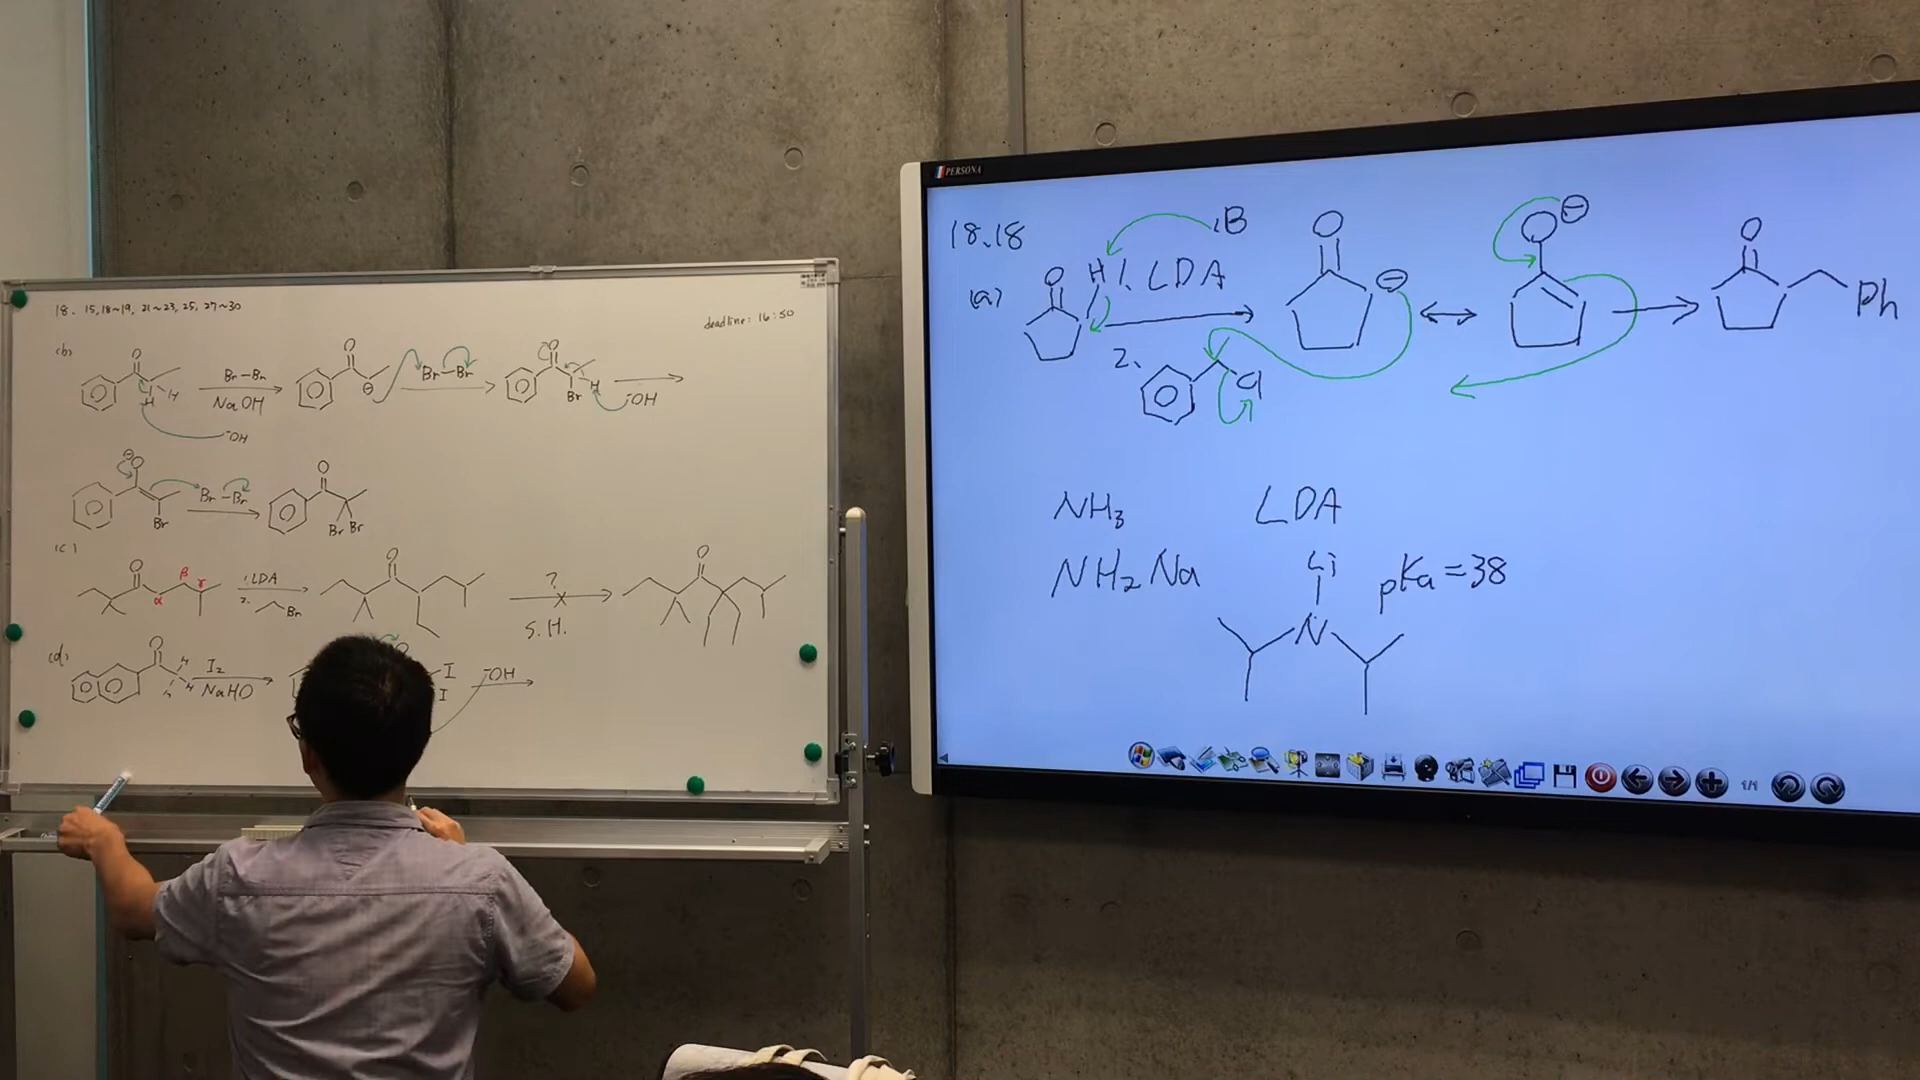 18. 15, 18~19, 21~23, 25, 27~30
deadline: 16:50
(b)
O
H
H
-OH
Br-Br
NaOH
O
⊖
Br-Br
O
H
Br
-OH
⊖O
Br
Br-Br
O
Br Br
(c)
O
α
β
γ
1. LDA
2.
Br
O
?
S.H.
O
(d)
O
H
H
H
I2
NaHO
I
I
-OH
PERSONA
18.18
(a)
O
H
:B
1. LDA
2.
Cl
O
⊖
O⊖
O
Ph
NH3
LDA
NH2Na
Li
N
pKa=38
1/1